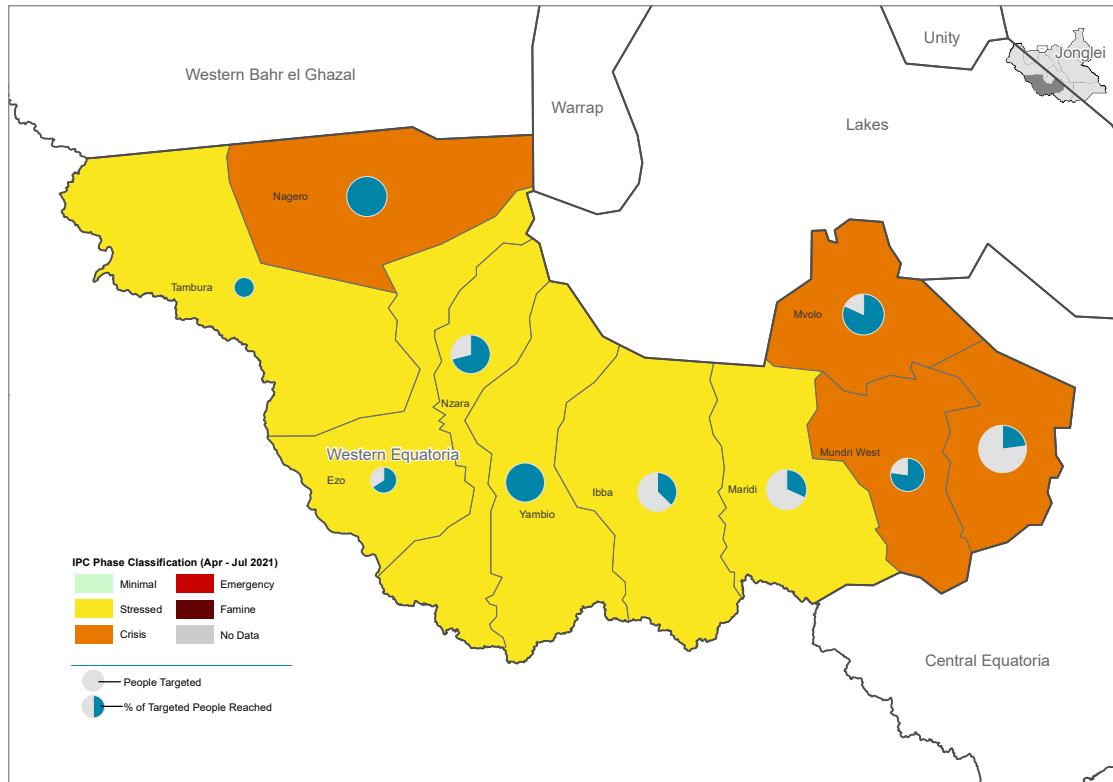 Unity
Jonglei
Western Bahr el Ghazal
Warrap
Lakes
Nagero
Tambura
Mvolo
Nzara
Western Equatoria
Mundri West
Ezo
Ibba
Maridi
Yambio
IPC Phase Classification (Apr - Jul 2021)
Minimal
Emergency
Stressed
Famine
Crisis
No Data
Central Equatoria
People Targeted
% of Targeted People Reached